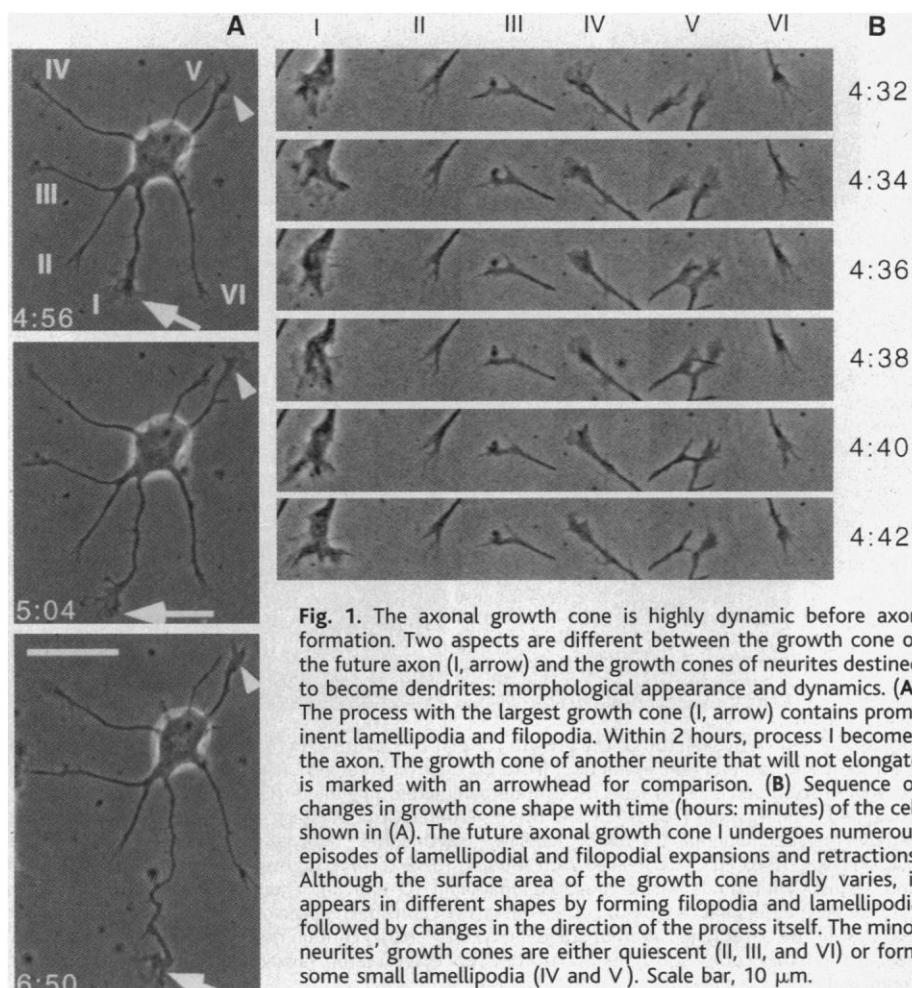 A
IV
V
III
II
I
VI
4:56
5:04
6:50
I II III IV V VI B
4:32
4:34
4:36
4:38
4:40
4:42
Fig. 1. The axonal growth cone is highly dynamic before axon
formation. Two aspects are different between the growth cone o
the future axon (I, arrow) and the growth cones of neurites destine
to become dendrites: morphological appearance and dynamics. (A
The process with the largest growth cone (I, arrow) contains prom
inent lamellipodia and filopodia. Within 2 hours, process I become
the axon. The growth cone of another neurite that will not elongat
is marked with an arrowhead for comparison. (B) Sequence o
changes in growth cone shape with time (hours: minutes) of the cel
shown in (A). The future axonal growth cone I undergoes numerou
episodes of lamellipodial and filopodial expansions and retractions
Although the surface area of the growth cone hardly varies, i
appears in different shapes by forming filopodia and lamellipodi
followed by changes in the direction of the process itself. The mino
neurites' growth cones are either quiescent (II, III, and VI) or form
some small lamellipodia (IV and V). Scale bar, 10 μm.